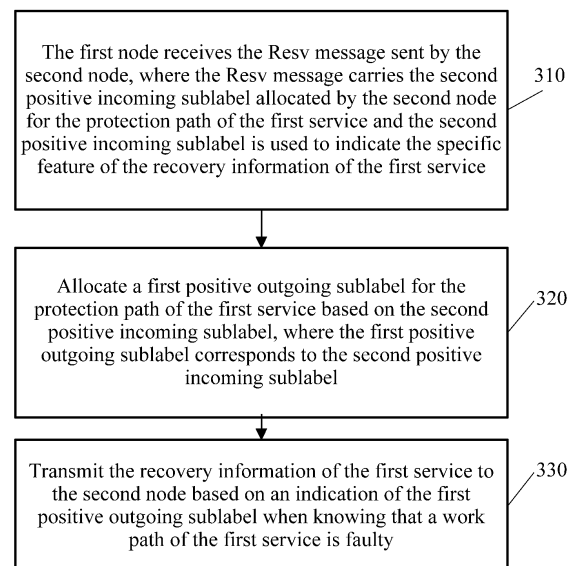 The first node receives the Resv message sent by the
second node, where the Resv message carries the second
positive incoming sublabel allocated by the second node
for the protection path of the first service and the second
positive incoming sublabel is used to indicate the specific
feature of the recovery information of the first service
310
Allocate a first positive outgoing sublabel for the
protection path of the first service based on the second
positive incoming sublabel, where the first positive
outgoing sublabel corresponds to the second positive
incoming sublabel
320
Transmit the recovery information of the first service to
the second node based on an indication of the first
positive outgoing sublabel when knowing that a work
path of the first service is faulty
330